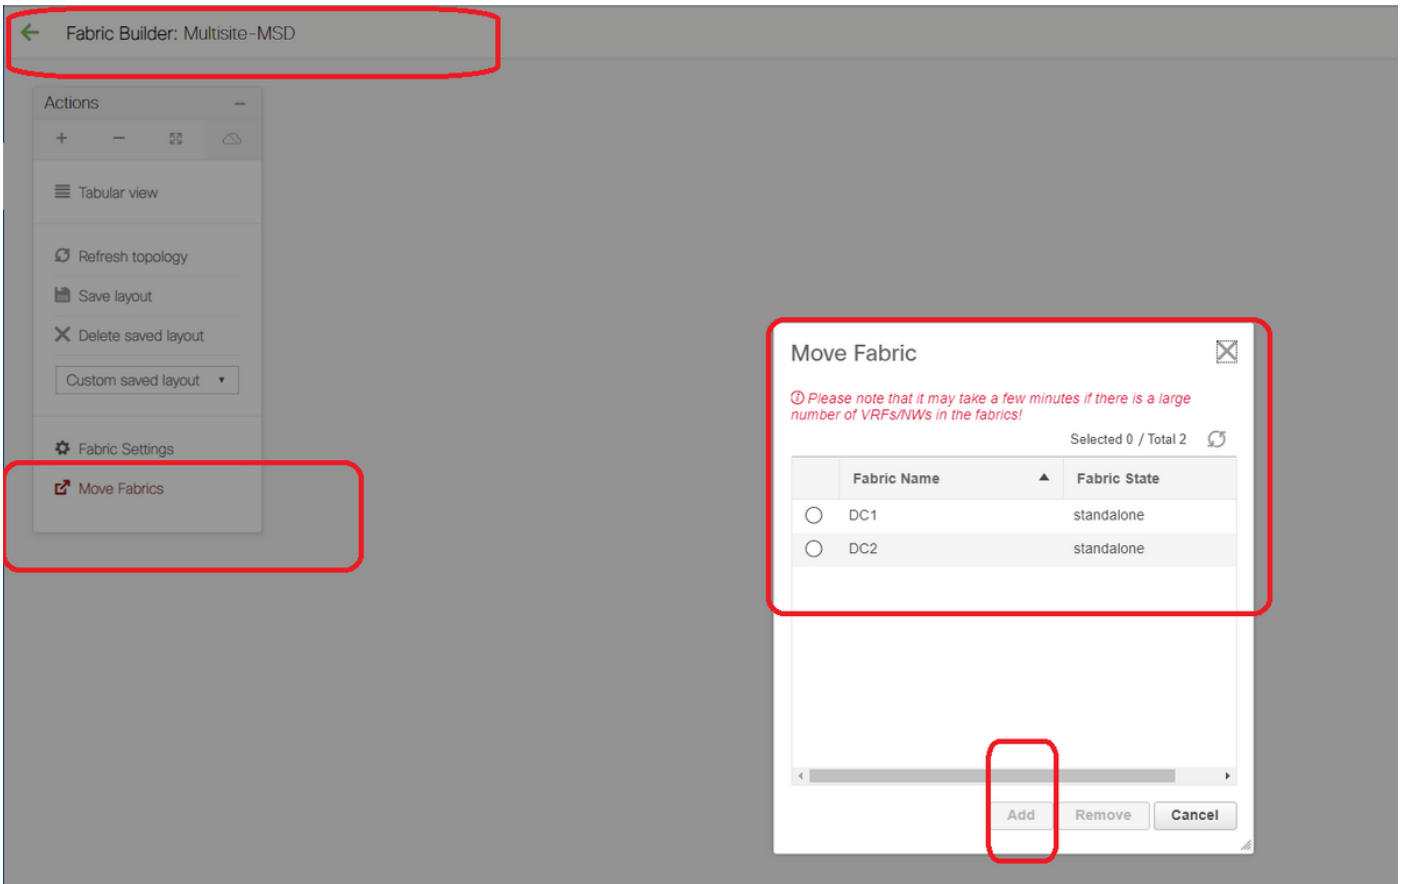 Fabric Builder: Multisite-MSD
Actions
Tabular view
Refresh topology
Save layout
Delete saved layout
Custom saved layout
Fabric Settings
Move Fabrics
Move Fabric
Please note that it may take a few minutes if there is a large
number of VRFs/NWs in the fabrics!
Selected 0 / Total 2
Fabric Name Fabric State
DC1 standalone
DC2 standalone
Add Remove Cancel